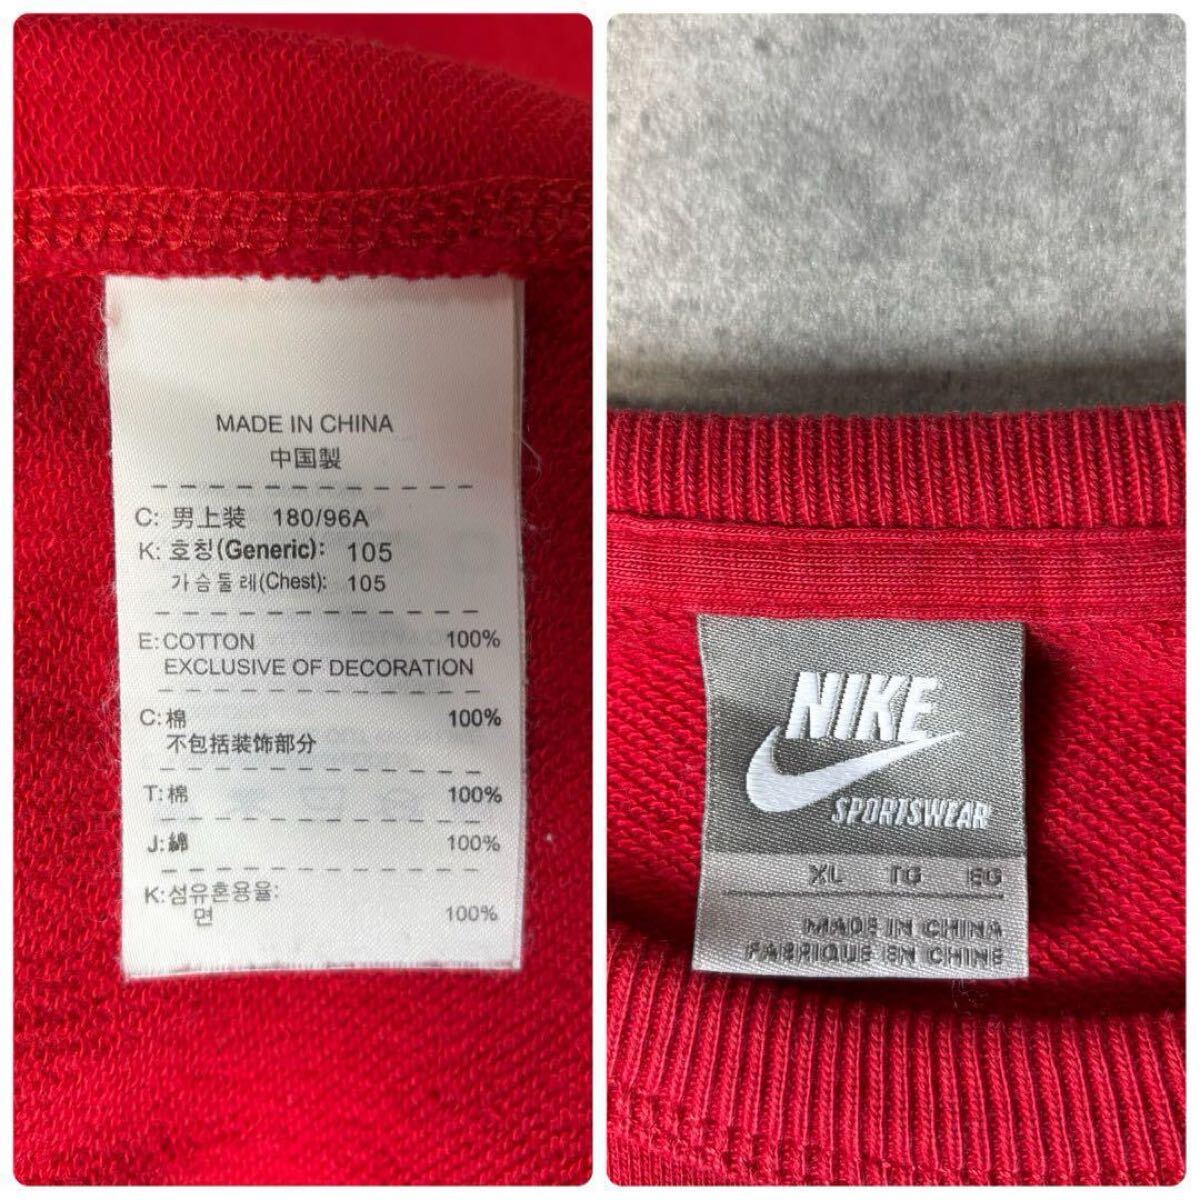 MADE IN CHINA
中国製
C: 男上装 180/96A
K: 호칭(Generic): 105
가슴둘레(Chest): 105
E: COTTON 100%
EXCLUSIVE OF DECORATION
C: 棉 100%
不包括装饰部分
T: 棉 100%
J: 綿 100%
K: 섬유혼용율:
면 100%
NIKE
SPORTSWEAR
XL TG EG
MADE IN CHINA
FABRIQUE EN CHINE